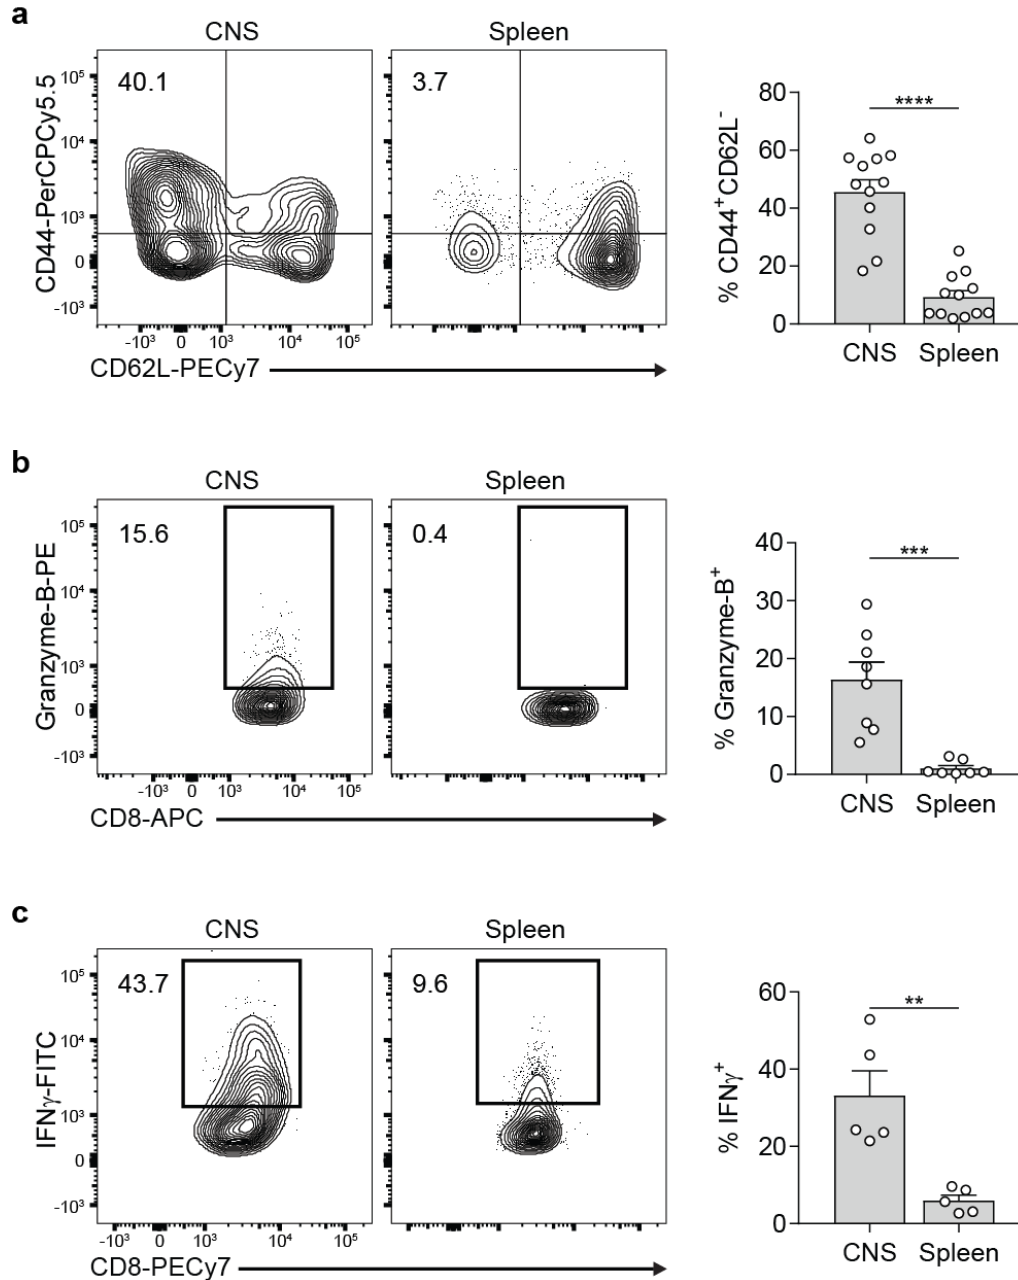 a
CNS
Spleen
CD44-PerCPCy5.5
10⁵
10⁴
10³
0
-10³
40.1
3.7
-10³ 0 10³ 10⁴ 10⁵
CD62L-PECy7
% CD44⁺CD62L⁻
80
60
40
20
0
****
CNS Spleen
b
CNS
Spleen
Granzyme-B-PE
10⁵
10⁴
10³
0
-10³
15.6
0.4
-10³ 0 10³ 10⁴ 10⁵
CD8-APC
% Granzyme-B⁺
40
30
20
10
0
***
CNS Spleen
c
CNS
Spleen
IFNγ-FITC
10⁵
10⁴
10³
0
-10³
43.7
9.6
-10³ 0 10³ 10⁴ 10⁵
CD8-PECy7
% IFNγ⁺
60
40
20
0
**
CNS Spleen